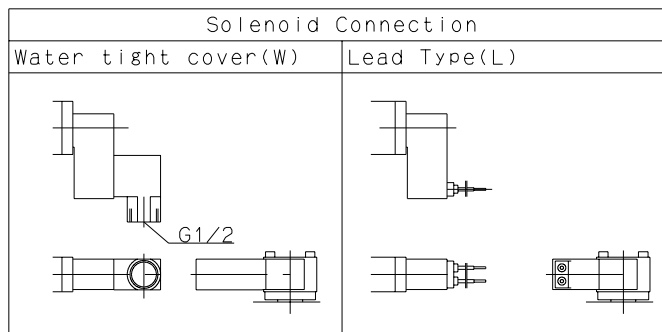 Solenoid Connection
Water tight cover(W)
Lead Type(L)
G1/2